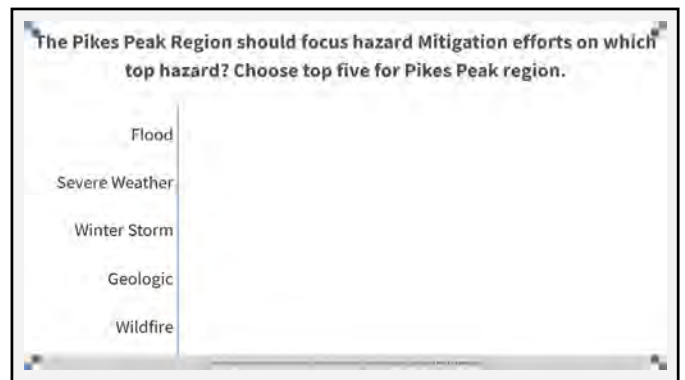 The Pikes Peak Region should focus hazard Mitigation efforts on which
top hazard? Choose top five for Pikes Peak region.
Flood
Severe Weather
Winter Storm
Geologic
Wildfire